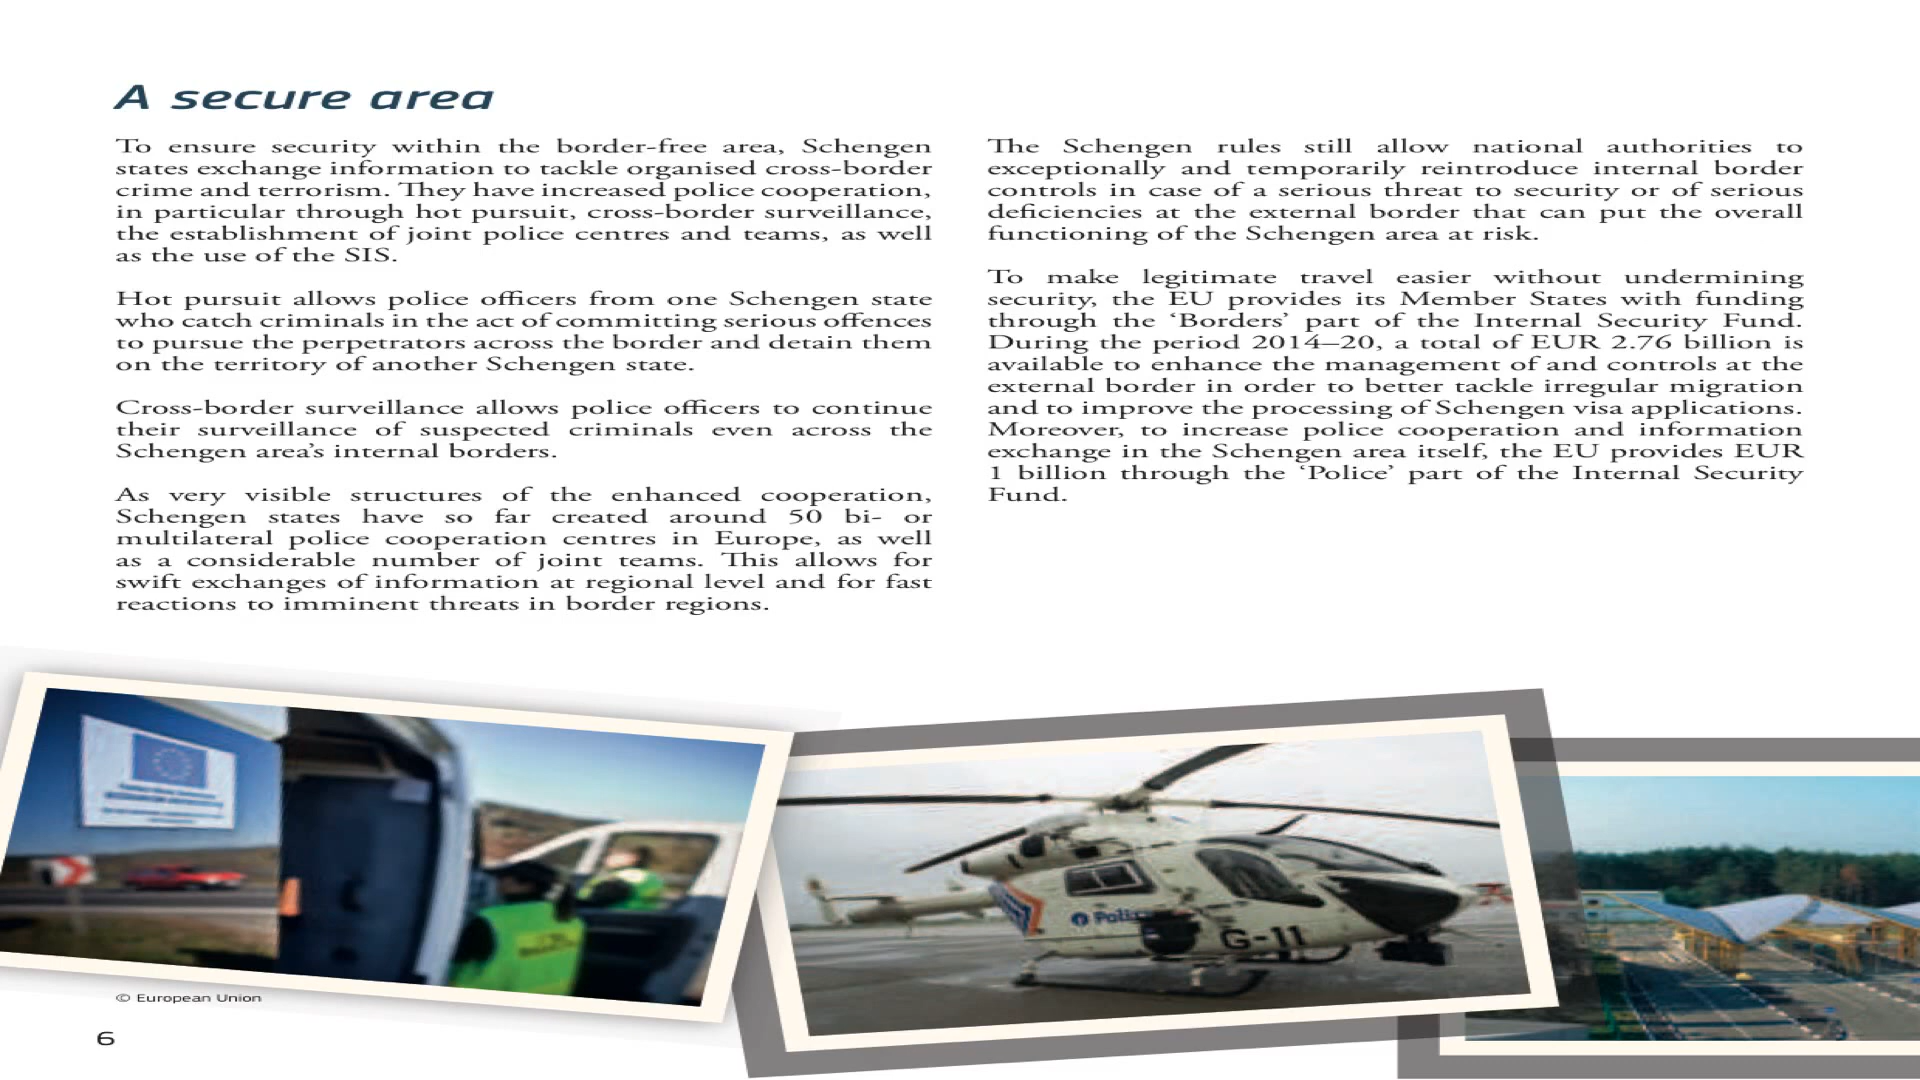 A secure area
To ensure security within the border-free area, Schengen
states exchange information to tackle organised cross-border
crime and terrorism. They have increased police cooperation,
in particular through hot pursuit, cross-border surveillance,
the establishment of joint police centres and teams, as well
as the use of the SIS.
Hot pursuit allows police officers from one Schengen state
who catch criminals in the act of committing serious offences
to pursue the perpetrators across the border and detain them
on the territory of another Schengen state.
Cross-border surveillance allows police officers to continue
their surveillance of suspected criminals even across the
Schengen area’s internal borders.
As very visible structures of the enhanced cooperation,
Schengen states have so far created around 50 bi- or
multilateral police cooperation centres in Europe, as well
as a considerable number of joint teams. This allows for
swift exchanges of information at regional level and for fast
reactions to imminent threats in border regions.
The Schengen rules still allow national authorities to
exceptionally and temporarily reintroduce internal border
controls in case of a serious threat to security or of serious
deficiencies at the external border that can put the overall
functioning of the Schengen area at risk.
To make legitimate travel easier without undermining
security, the EU provides its Member States with funding
through the ‘Borders’ part of the Internal Security Fund.
During the period 2014–20, a total of EUR 2.76 billion is
available to enhance the management of and controls at the
external border in order to better tackle irregular migration
and to improve the processing of Schengen visa applications.
Moreover, to increase police cooperation and information
exchange in the Schengen area itself, the EU provides EUR
1 billion through the ‘Police’ part of the Internal Security
Fund.
G-11
© European Union
6